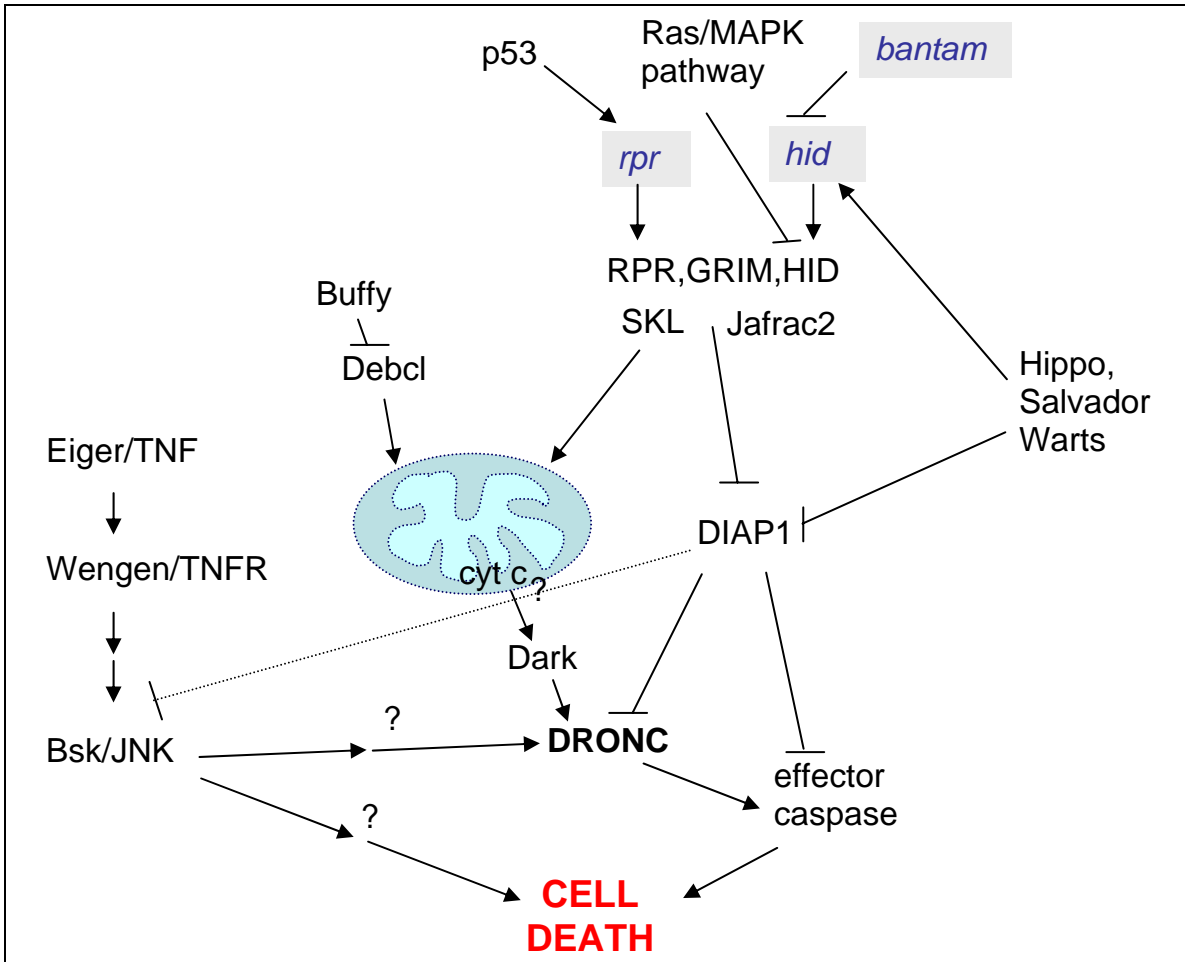 Ras/MAPK
pathway
p53
bantam
rpr
hid
RPR,GRIM,HID
SKL
Jafrac2
Buffy
Debcl
Hippo,
Salvador
Warts
Eiger/TNF
Wengen/TNFR
DIAP1
cyt c
?
Dark
Bsk/JNK
?
DRONC
effector
caspase
?
CELL
DEATH